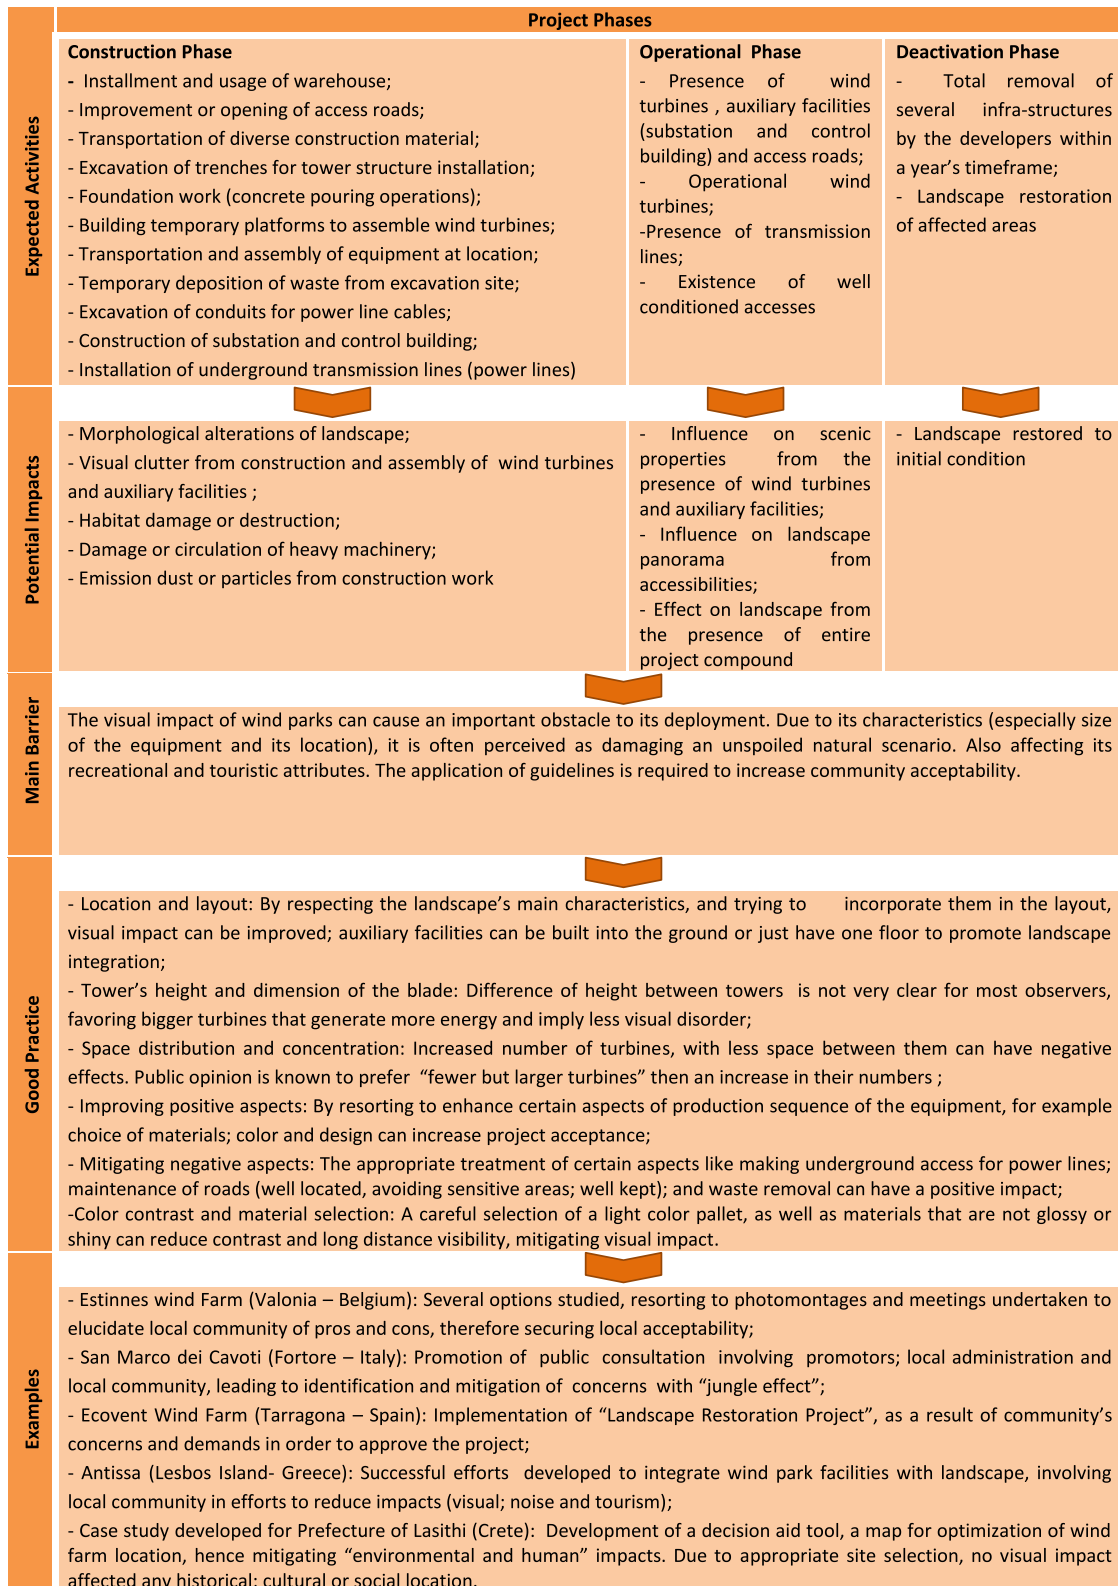 Project Phases
Expected Activities
Construction Phase
- Installment and usage of warehouse;
- Improvement or opening of access roads;
- Transportation of diverse construction material;
- Excavation of trenches for tower structure installation;
- Foundation work (concrete pouring operations);
- Building temporary platforms to assemble wind turbines;
- Transportation and assembly of equipment at location;
- Temporary deposition of waste from excavation site;
- Excavation of conduits for power line cables;
- Construction of substation and control building;
- Installation of underground transmission lines (power lines)
Operational Phase
- Presence of wind
turbines , auxiliary facilities
(substation and control
building) and access roads;
- Operational wind
turbines;
-Presence of transmission
lines;
- Existence of well
conditioned accesses
Deactivation Phase
- Total removal of
several infra-structures
by the developers within
a year’s timeframe;
- Landscape restoration
of affected areas
Potential Impacts
- Morphological alterations of landscape;
- Visual clutter from construction and assembly of wind turbines
and auxiliary facilities ;
- Habitat damage or destruction;
- Damage or circulation of heavy machinery;
- Emission dust or particles from construction work
- Influence on scenic
properties from the
presence of wind turbines
and auxiliary facilities;
- Influence on landscape
panorama from
accessibilities;
- Effect on landscape from
the presence of entire
project compound
- Landscape restored to
initial condition
Main Barrier
The visual impact of wind parks can cause an important obstacle to its deployment. Due to its characteristics (especially size
of the equipment and its location), it is often perceived as damaging an unspoiled natural scenario. Also affecting its
recreational and touristic attributes. The application of guidelines is required to increase community acceptability.
Good Practice
- Location and layout: By respecting the landscape’s main characteristics, and trying to incorporate them in the layout,
visual impact can be improved; auxiliary facilities can be built into the ground or just have one floor to promote landscape
integration;
- Tower’s height and dimension of the blade: Difference of height between towers is not very clear for most observers,
favoring bigger turbines that generate more energy and imply less visual disorder;
- Space distribution and concentration: Increased number of turbines, with less space between them can have negative
effects. Public opinion is known to prefer “fewer but larger turbines” then an increase in their numbers ;
- Improving positive aspects: By resorting to enhance certain aspects of production sequence of the equipment, for example
choice of materials; color and design can increase project acceptance;
- Mitigating negative aspects: The appropriate treatment of certain aspects like making underground access for power lines;
maintenance of roads (well located, avoiding sensitive areas; well kept); and waste removal can have a positive impact;
-Color contrast and material selection: A careful selection of a light color pallet, as well as materials that are not glossy or
shiny can reduce contrast and long distance visibility, mitigating visual impact.
Examples
- Estinnes wind Farm (Valonia – Belgium): Several options studied, resorting to photomontages and meetings undertaken to
elucidate local community of pros and cons, therefore securing local acceptability;
- San Marco dei Cavoti (Fortore – Italy): Promotion of public consultation involving promotors; local administration and
local community, leading to identification and mitigation of concerns with “jungle effect”;
- Ecovent Wind Farm (Tarragona – Spain): Implementation of “Landscape Restoration Project”, as a result of community’s
concerns and demands in order to approve the project;
- Antissa (Lesbos Island- Greece): Successful efforts developed to integrate wind park facilities with landscape, involving
local community in efforts to reduce impacts (visual; noise and tourism);
- Case study developed for Prefecture of Lasithi (Crete): Development of a decision aid tool, a map for optimization of wind
farm location, hence mitigating “environmental and human” impacts. Due to appropriate site selection, no visual impact
affected any historical; cultural or social location.